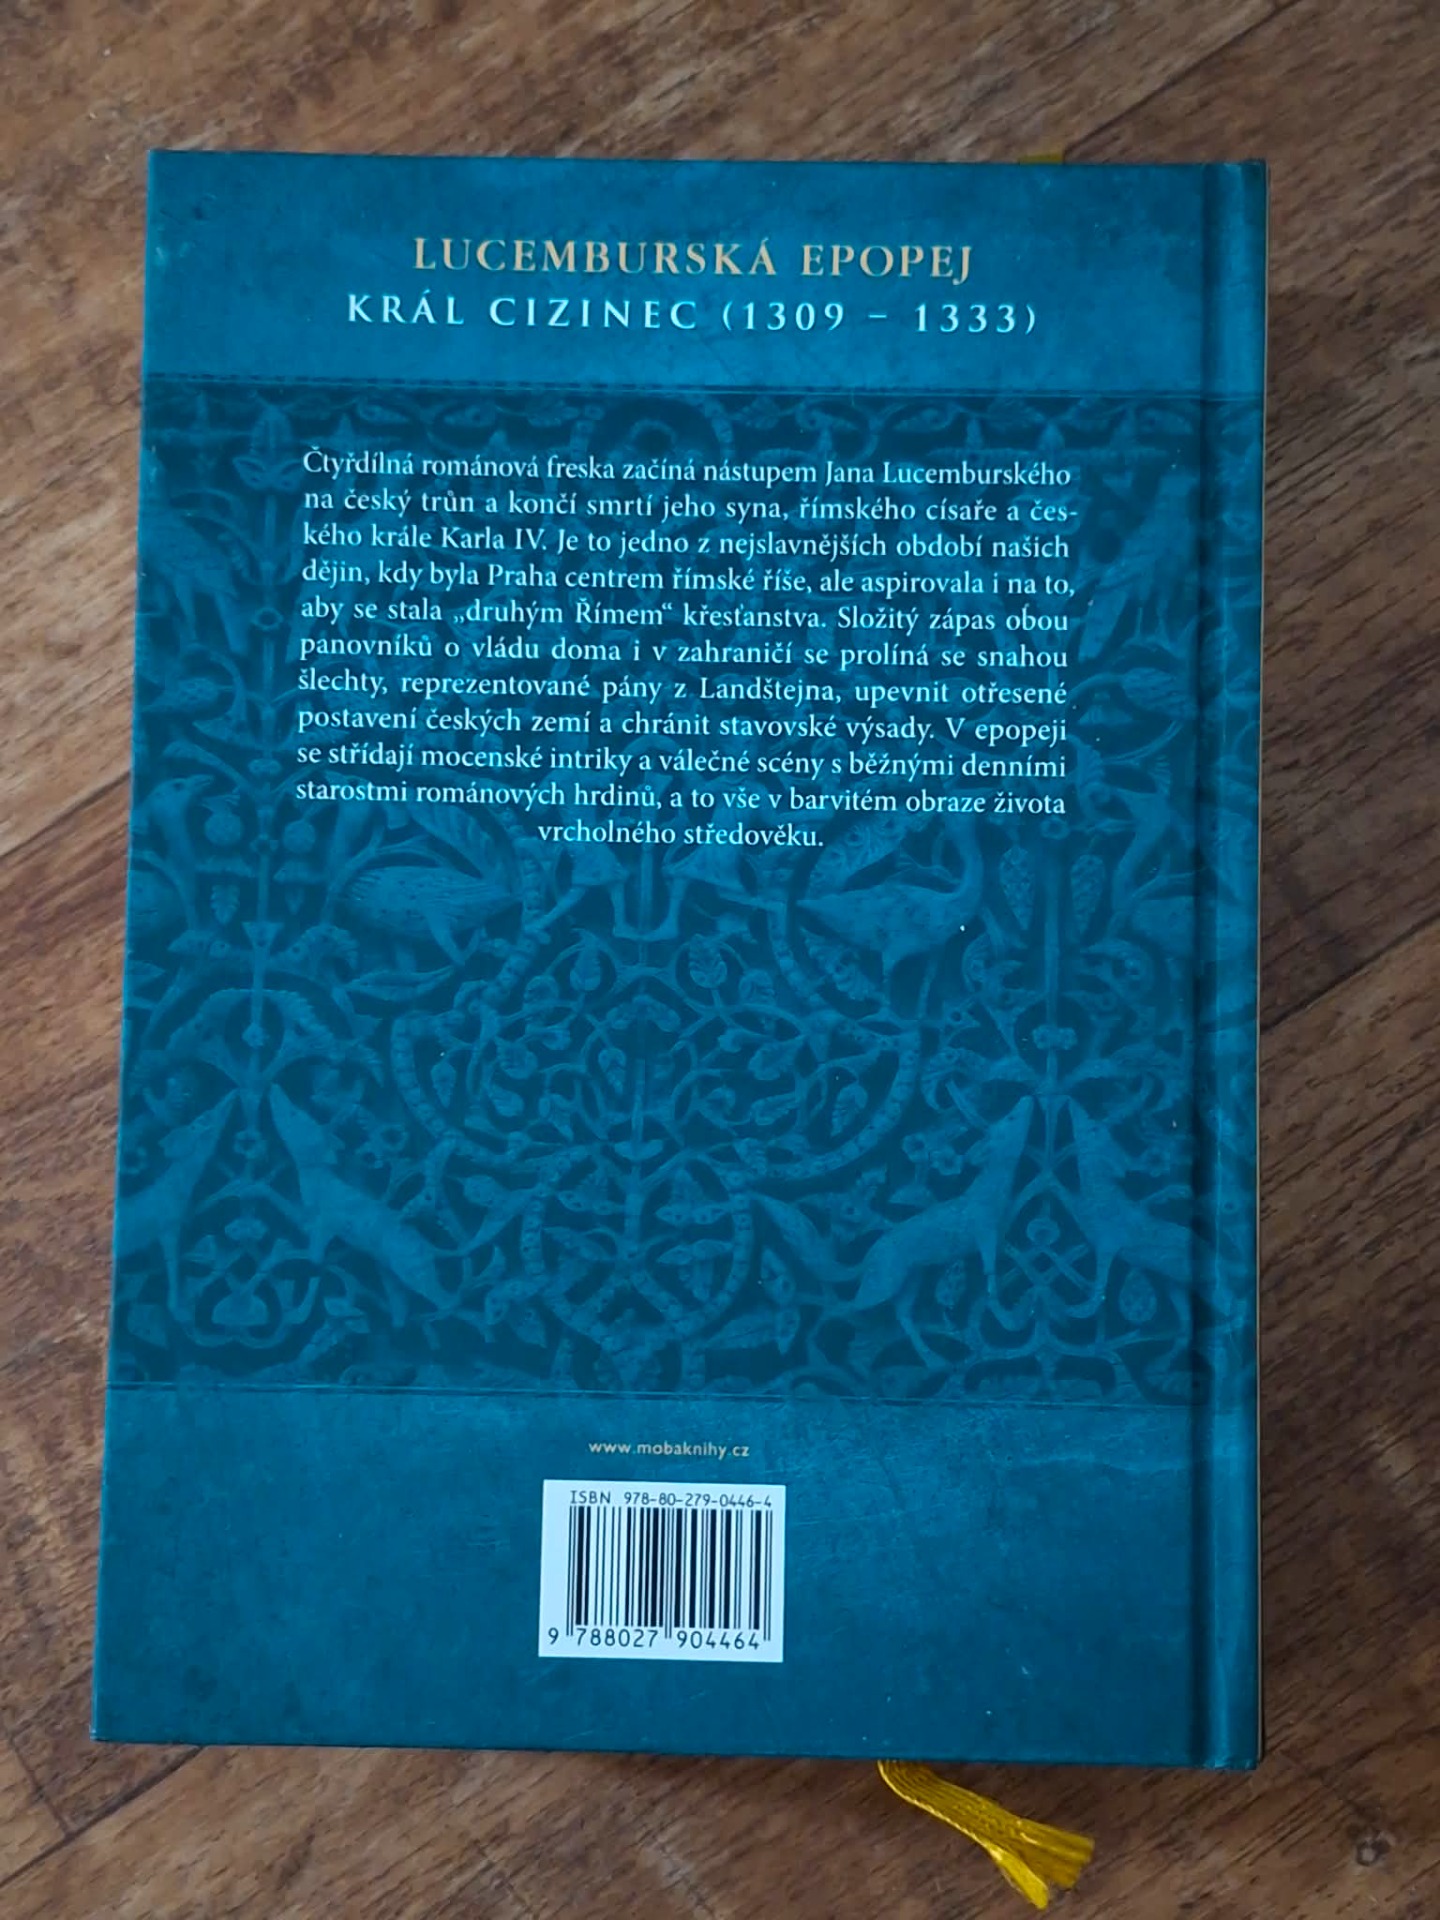 LUCEMBURSKÁ EPOPEJ
KRÁL CIZINEC (1309 – 1333)
Čtyřdílná románová freska začíná nástupem Jana Lucemburského
na český trůn a končí smrtí jeho syna, římského císaře a čes-
kého krále Karla IV. Je to jedno z nejslavnějších období našich
dějin, kdy byla Praha centrem římské říše, ale aspirovala i na to,
aby se stala „druhým Římem“ křesťanstva. Složitý zápas obou
panovníků o vládu doma i v zahraničí se prolíná se snahou
šlechty, reprezentované pány z Landštejna, upevnit otřesené
postavení českých zemí a chránit stavovské výsady. V epopeji
se střídají mocenské intriky a válečné scény s běžnými denními
starostmi románových hrdinů, a to vše v barvitém obraze života
vrcholného středověku.
www.mobaknihy.cz
ISBN 978-80-279-0446-4
9 788027 904464